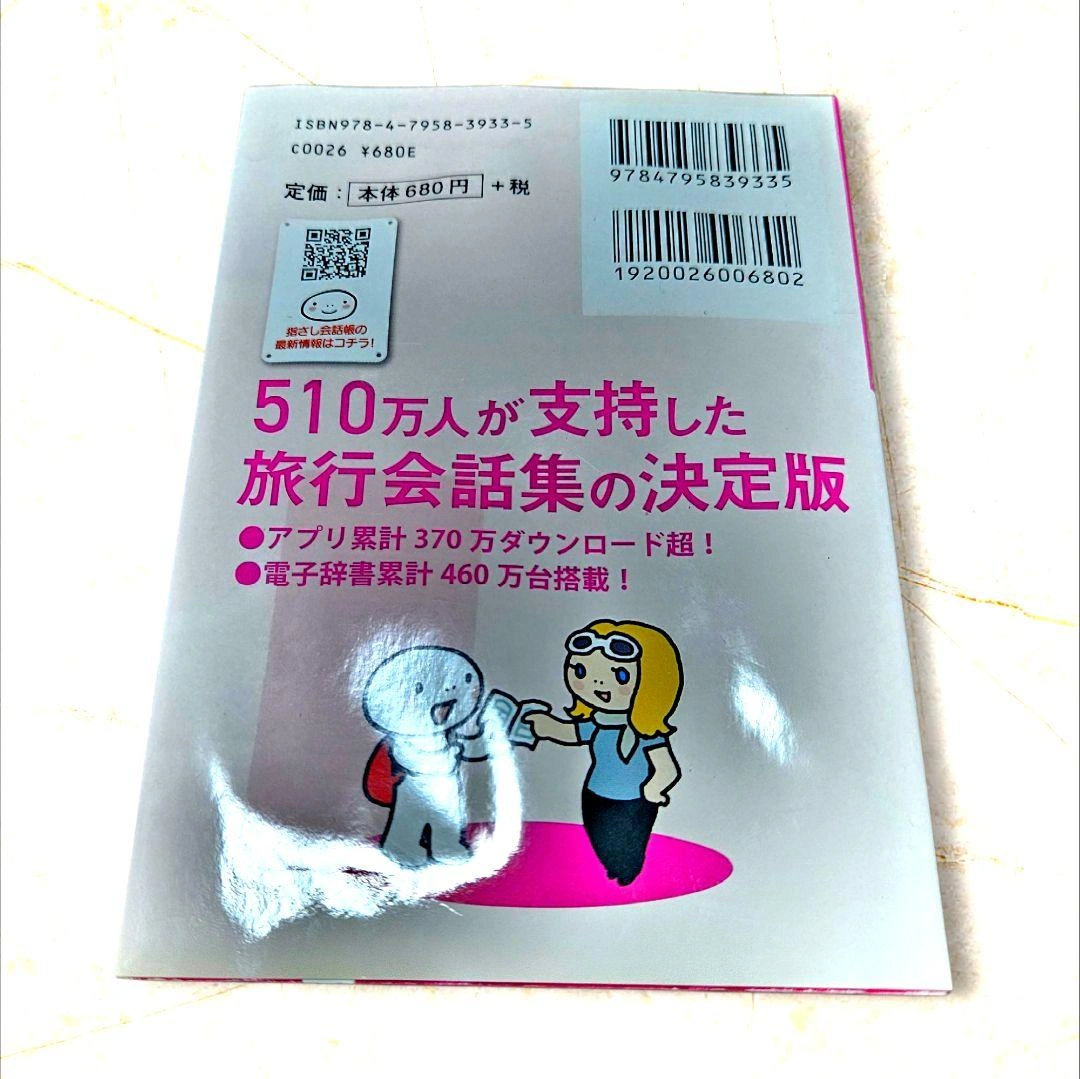 ISBN978-4-7958-3933-5
C0026 ¥680E
定価：本体680円＋税
9784795839335
1920026006802
指さし会話帳の
最新情報はコチラ！
510万人が支持した
旅行会話集の決定版
●アプリ累計370万ダウンロード超！
●電子辞書累計460万台搭載！